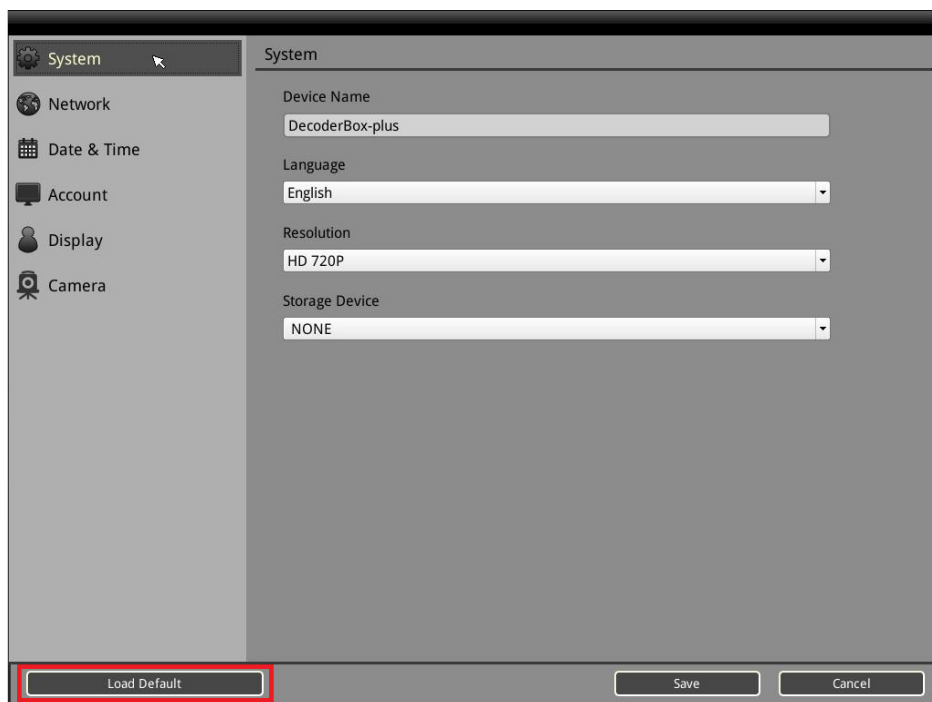 System
Network
Date & Time
Account
Display
Camera
System
Device Name
DecoderBox-plus
Language
English
Resolution
HD 720P
Storage Device
NONE
Load Default
Save
Cancel